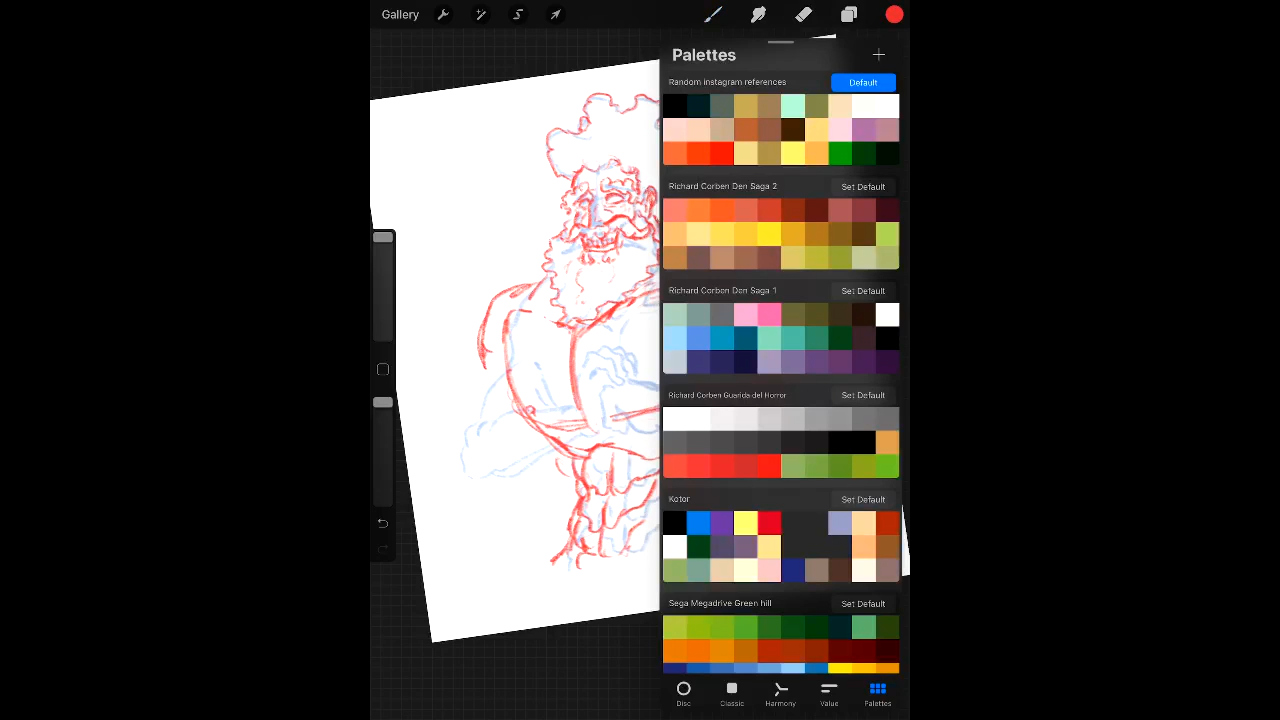 Gallery
Palettes
Random instagram references
Default
Richard Corben Den Saga 2
Set Default
Richard Corben Den Saga 1
Set Default
Richard Corben Guarida del Horror
Set Default
Kotor
Set Default
Sega Megadrive Green hill
Set Default
Disc
Classic
Harmony
Value
Palettes